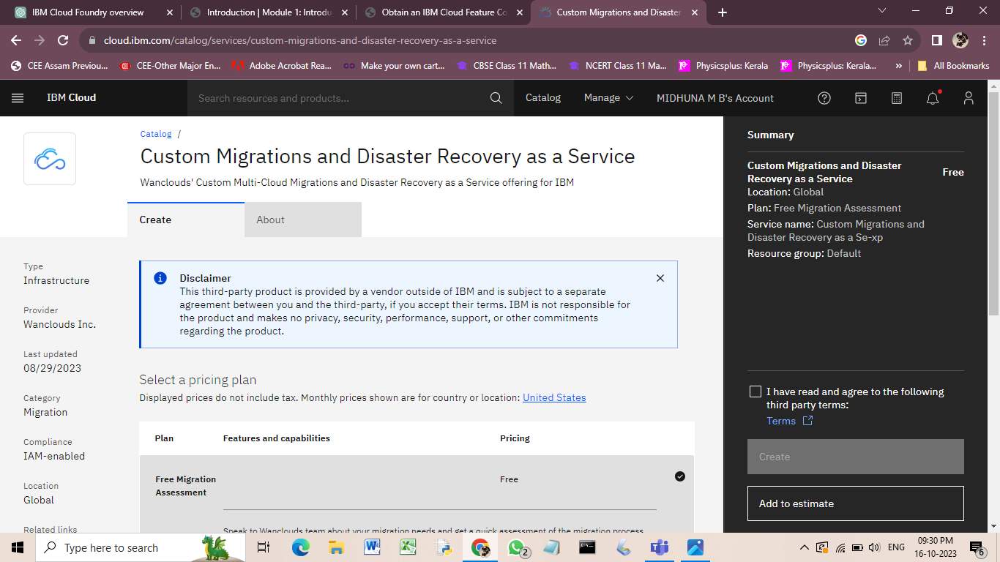 IBM Cloud Foundry overview
Introduction | Module 1: Introdu
Obtain an IBM Cloud Feature Co
Custom Migrations and Disaster
cloud.ibm.com/catalog/services/custom-migrations-and-disaster-recovery-as-a-service
CEE Assam Previou...
CEE-Other Major En...
Adobe Acrobat Rea...
Make your own cart...
CBSE Class 11 Math...
NCERT Class 11 Ma...
Physicsplus: Kerala
Physicsplus: Kerala...
»
All Bookmarks
IBM Cloud
Search resources and products...
Catalog
Manage
MIDHUNA M B's Account
Catalog /
Custom Migrations and Disaster Recovery as a Service
Wanclouds' Custom Multi-Cloud Migrations and Disaster Recovery as a Service offering for IBM
Create
About
Type
Infrastructure
Provider
Wanclouds Inc.
Last updated
08/29/2023
Category
Migration
Compliance
IAM-enabled
Location
Global
Related links
Disclaimer
This third-party product is provided by a vendor outside of IBM and is subject to a separate
agreement between you and the third-party, if you accept their terms. IBM is not responsible for
the product and makes no privacy, security, performance, support, or other commitments
regarding the product.
Select a pricing plan
Displayed prices do not include tax. Monthly prices shown are for country or location: United States
Plan
Features and capabilities
Pricing
Free Migration
Assessment
Free
Speak to Wanclouds team about your migration needs and get a quick assessment of the migration process
Summary
Custom Migrations and Disaster
Recovery as a Service
Free
Location: Global
Plan: Free Migration Assessment
Service name: Custom Migrations and
Disaster Recovery as a Se-xp
Resource group: Default
I have read and agree to the following
third party terms:
Terms
Create
Add to estimate
Type here to search
2
ENG
09:30 PM
16-10-2023
6